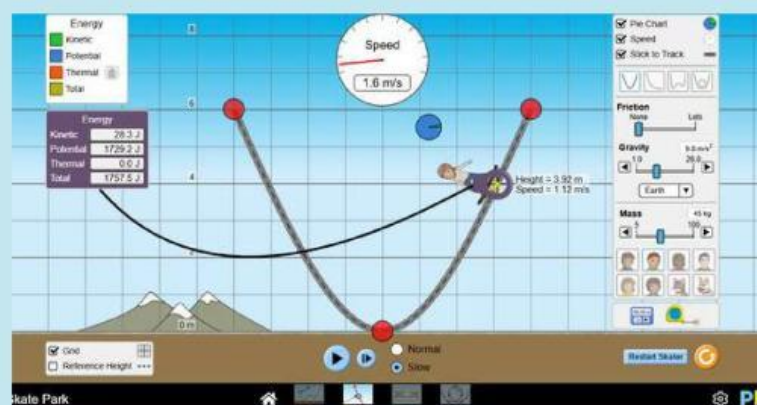 Energy
Kinetic
Potential
Thermal
Total
Energy
Kinetic 28.3 J
Potential 1729.2 J
Thermal 0.0 J
Total 1757.5 J
8
6
4
2
0 m
Speed
1.6 m/s
Height = 3.92 m
Speed = 1.12 m/s
Pie Chart
Speed
Stick to Track
Friction
None Lots
Gravity 9.8 m/s²
1.0 26.0
Earth
Mass 45 kg
5 100
Grid
Reference Height
Normal
Slow
Restart Skater
Skate Park